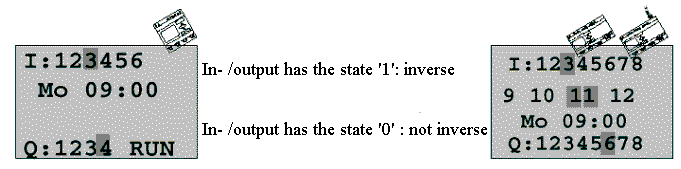 I:123456
Mo 09:00
Q:1234 RUN
In- /output has the state '1': inverse
In- /output has the state '0' : not inverse
I:12345678
9 10 11 12
Mo 09:00
Q:12345678